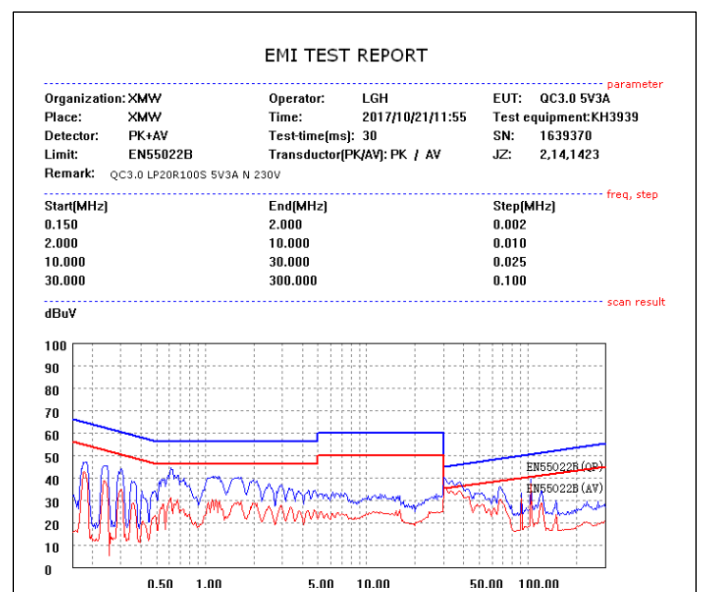 EMI TEST REPORT
parameter
Organization: XMW Operator: LGH EUT: QC3.0 5V3A
Place: XMW Time: 2017/10/21/11:55 Test equipment:KH3939
Detector: PK+AV Test-time(ms): 30 SN: 1639370
Limit: EN55022B Transductor(PK/AV): PK / AV JZ: 2,14,1423
Remark: QC3.0 LP20R100S 5V3A N 230V
freq, step
Start(MHz) End(MHz) Step(MHz)
0.150 2.000 0.002
2.000 10.000 0.010
10.000 30.000 0.025
30.000 300.000 0.100
scan result
dBuV
100
90
80
70
60
50
EN55022B(QP)
40
EN55022B(AV)
30
20
10
0
0.50 1.00 5.00 10.00 50.00 100.00